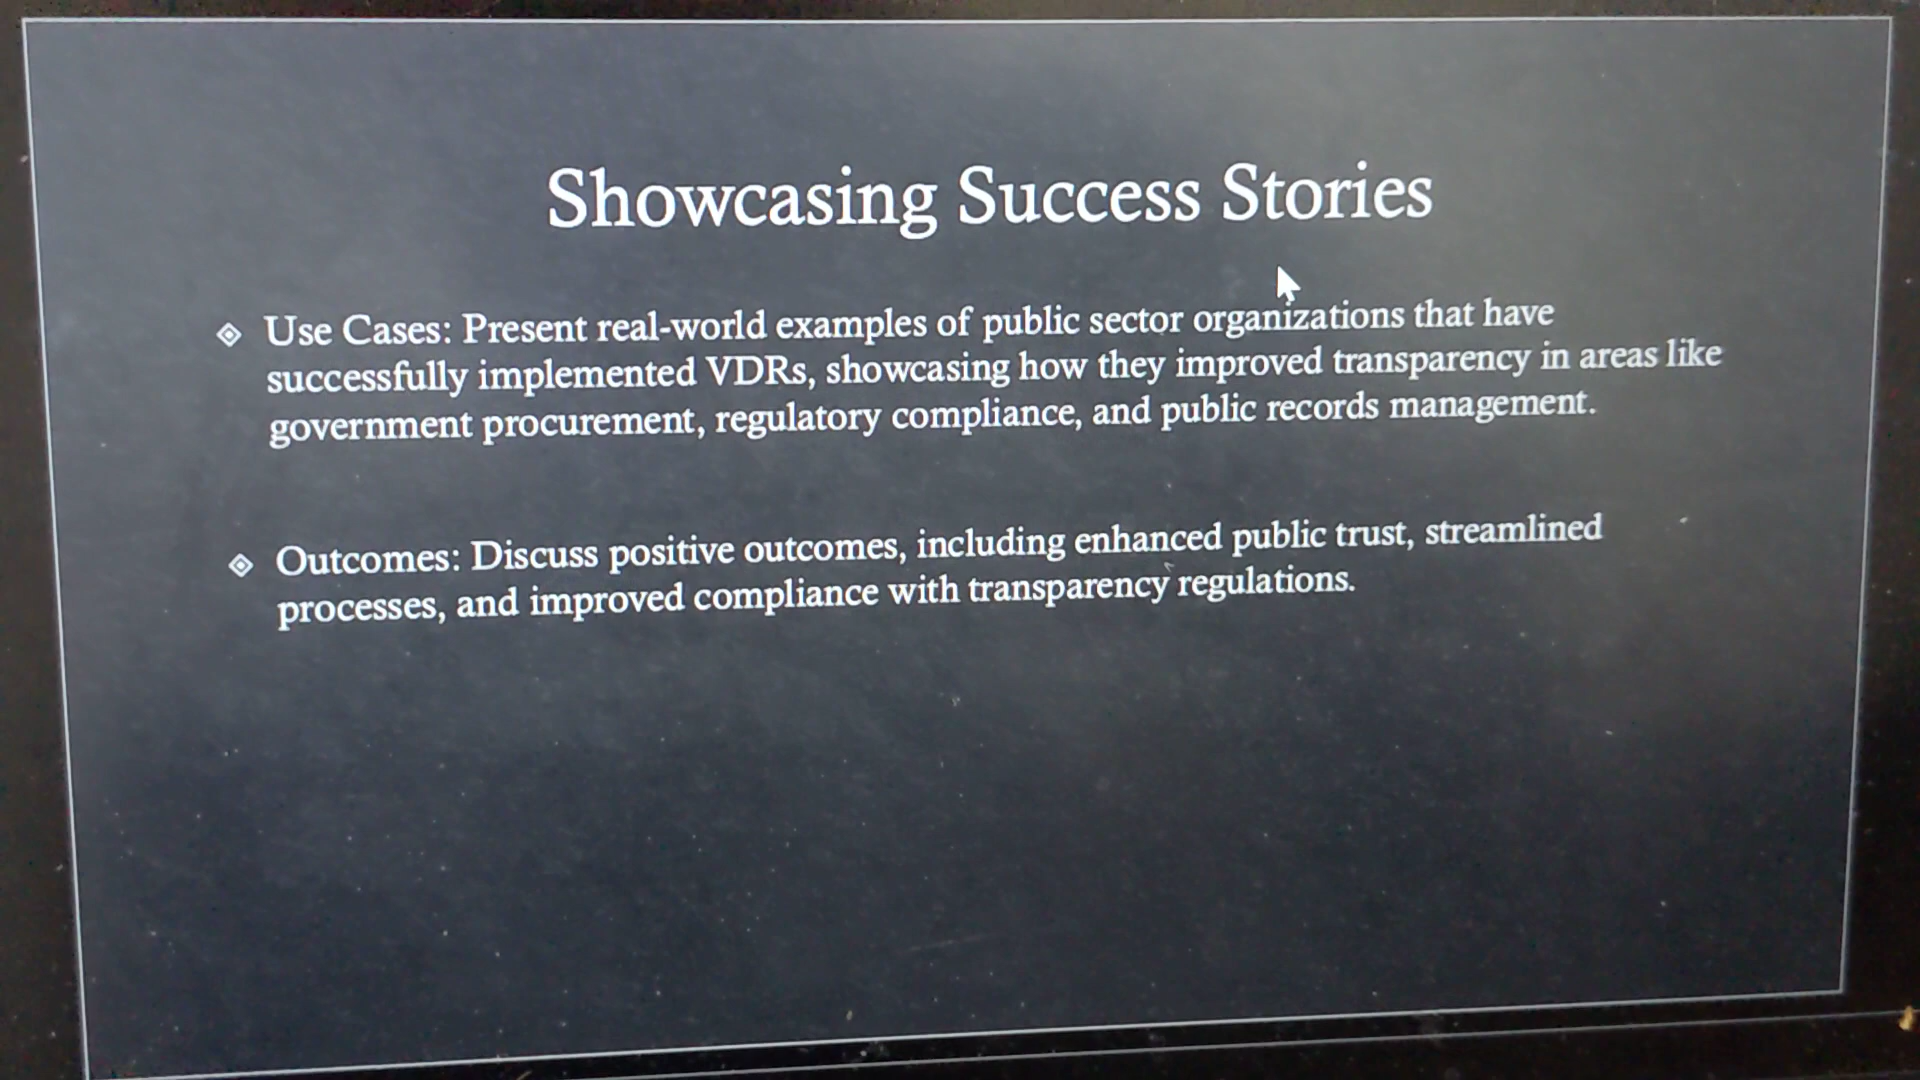 Showcasing Success Stories
Use Cases: Present real-world examples of public sector organizations that have
successfully implemented VDRs, showcasing how they improved transparency in areas like
government procurement, regulatory compliance, and public records management.
Outcomes: Discuss positive outcomes, including enhanced public trust, streamlined
processes, and improved compliance with transparency regulations.